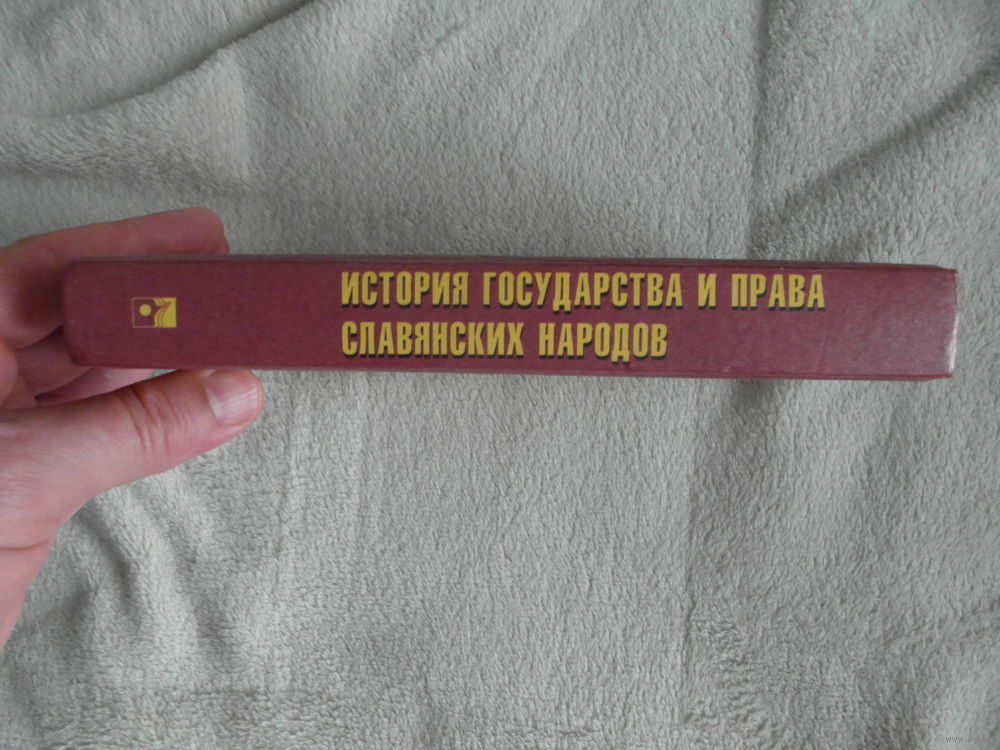 ИСТОРИЯ ГОСУДАРСТВА И ПРАВА
СЛАВЯНСКИХ НАРОДОВ